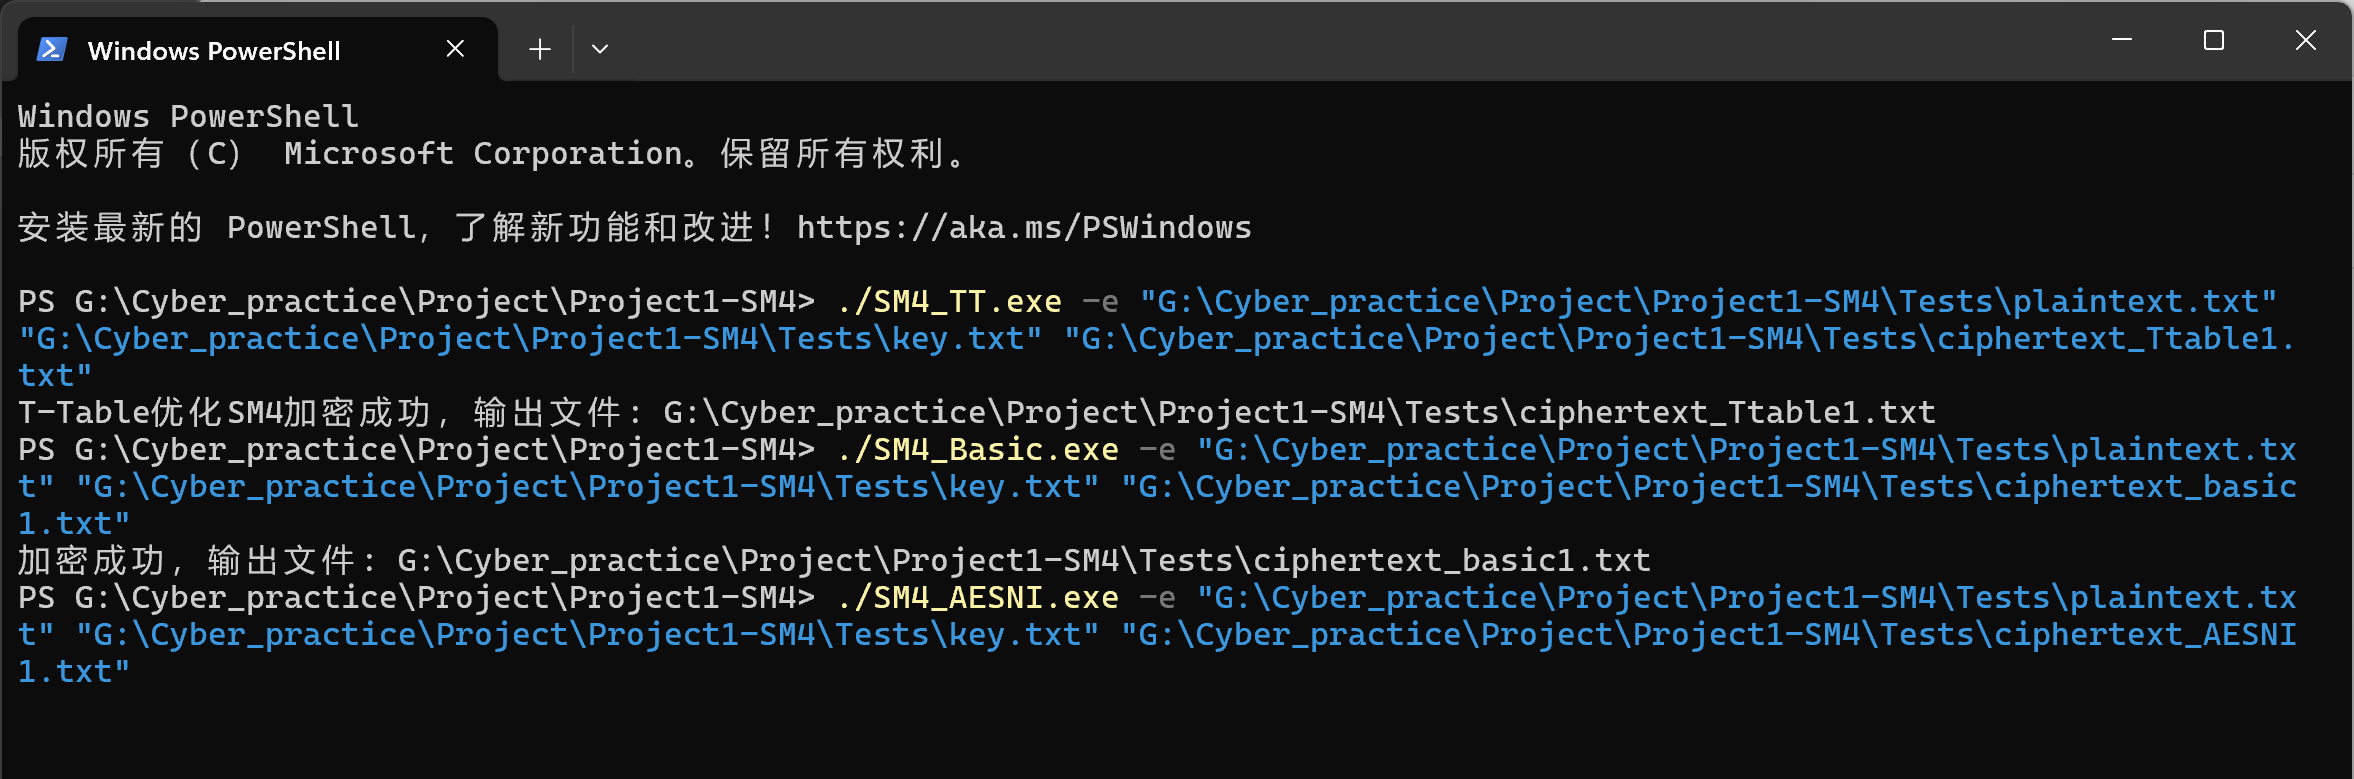 Windows PowerShell
Windows PowerShell
版权所有（C） Microsoft Corporation。保留所有权利。
安装最新的 PowerShell，了解新功能和改进！https://aka.ms/PSWindows
PS G:\Cyber_practice\Project\Project1-SM4> ./SM4_TT.exe -e "G:\Cyber_practice\Project\Project1-SM4\Tests\plaintext.txt"
"G:\Cyber_practice\Project\Project1-SM4\Tests\key.txt" "G:\Cyber_practice\Project\Project1-SM4\Tests\ciphertext_Ttable1.
txt"
T-Table优化SM4加密成功，输出文件：G:\Cyber_practice\Project\Project1-SM4\Tests\ciphertext_Ttable1.txt
PS G:\Cyber_practice\Project\Project1-SM4> ./SM4_Basic.exe -e "G:\Cyber_practice\Project\Project1-SM4\Tests\plaintext.tx
t" "G:\Cyber_practice\Project\Project1-SM4\Tests\key.txt" "G:\Cyber_practice\Project\Project1-SM4\Tests\ciphertext_basic
1.txt"
加密成功，输出文件：G:\Cyber_practice\Project\Project1-SM4\Tests\ciphertext_basic1.txt
PS G:\Cyber_practice\Project\Project1-SM4> ./SM4_AESNI.exe -e "G:\Cyber_practice\Project\Project1-SM4\Tests\plaintext.tx
t" "G:\Cyber_practice\Project\Project1-SM4\Tests\key.txt" "G:\Cyber_practice\Project\Project1-SM4\Tests\ciphertext_AESNI
1.txt"